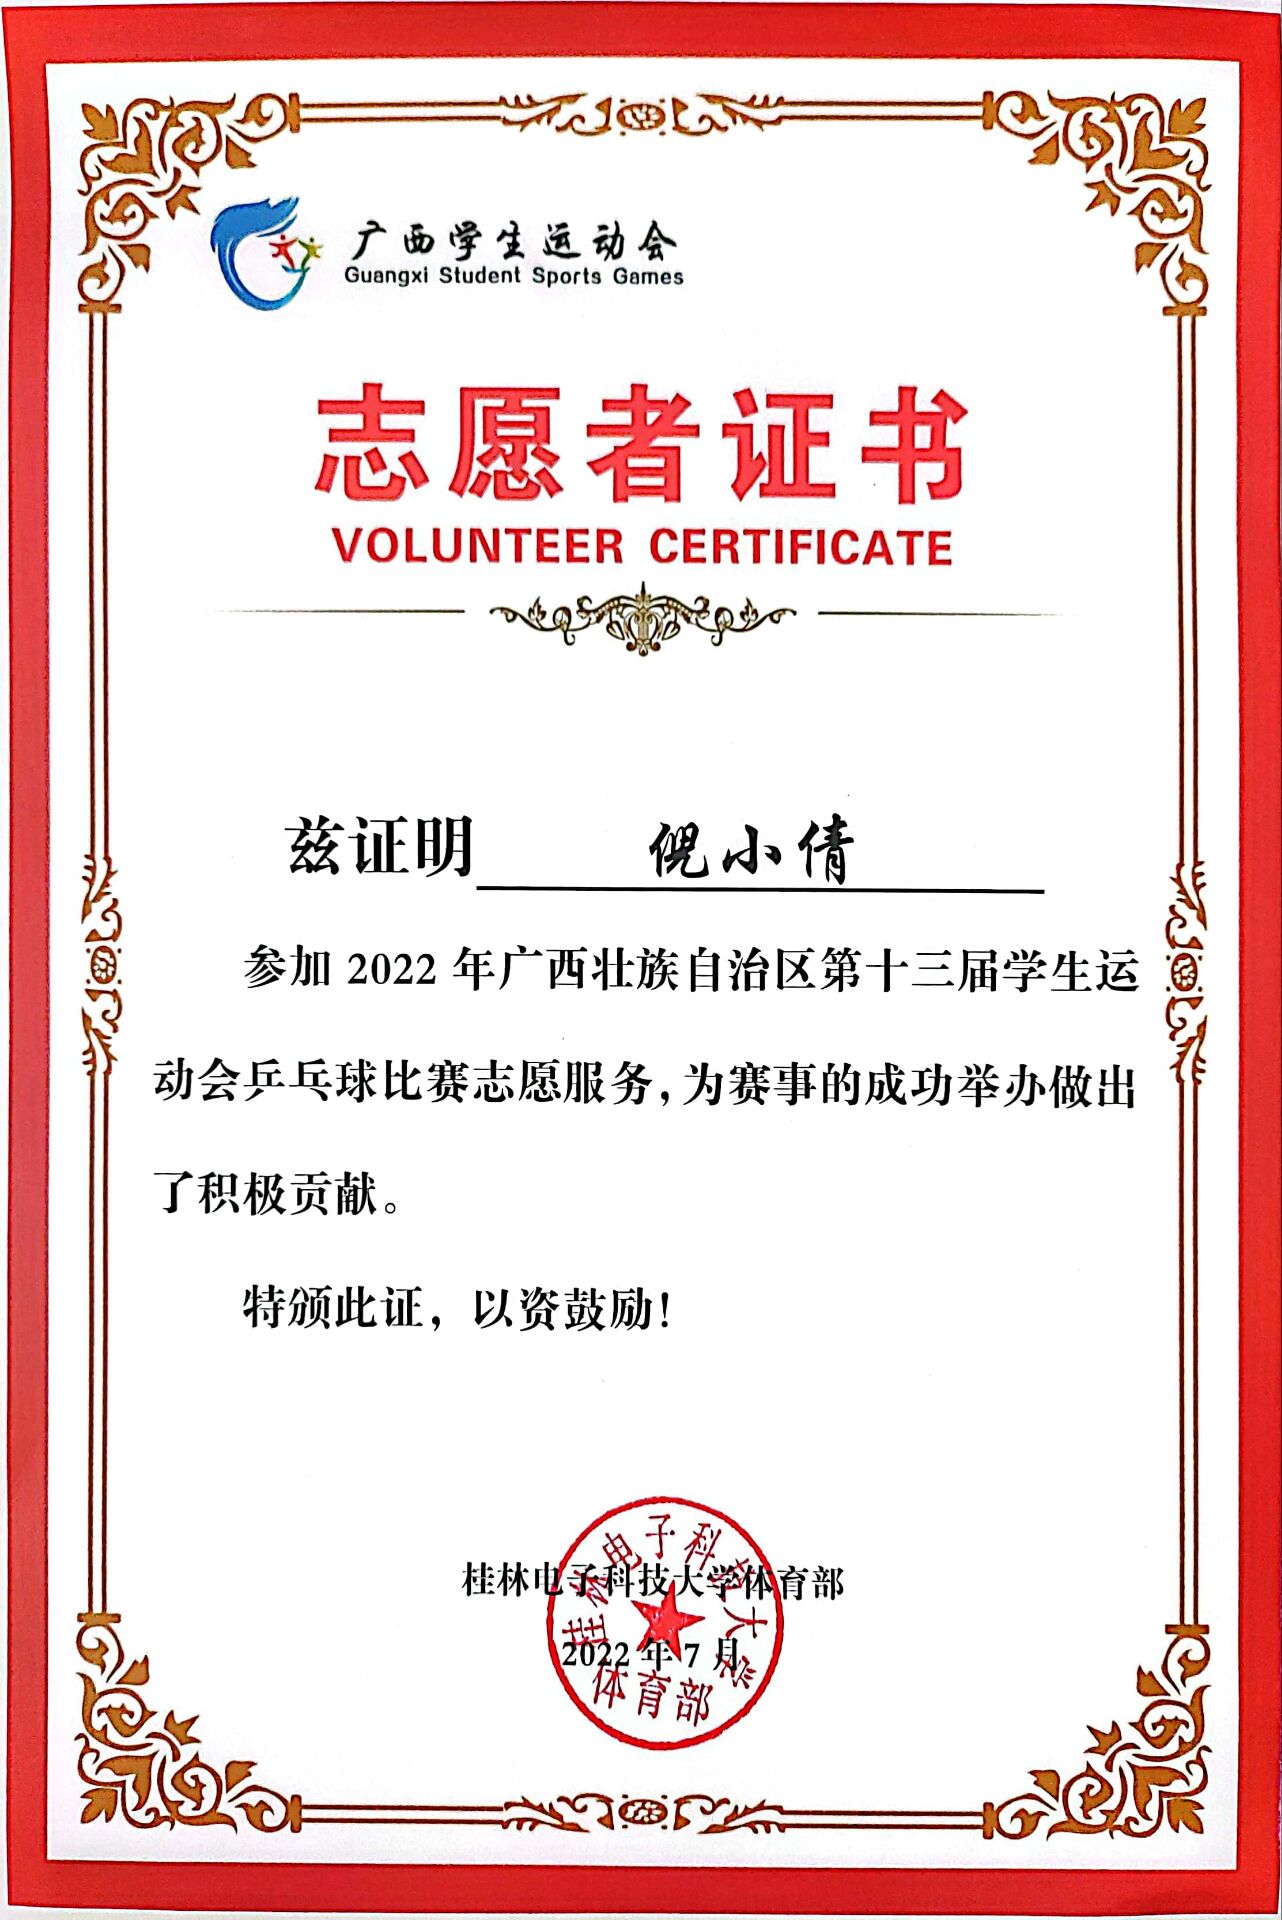 广西学生运动会
Guangxi Student Sports Games
志愿者证书
VOLUNTEER CERTIFICATE
兹证明 倪小倩
参加 2022 年广西壮族自治区第十三届学生运
动会乒乓球比赛志愿服务，为赛事的成功举办做出
了积极贡献。
特颁此证，以资鼓励！
桂林电子科技大学体育部
2022 年 7 月
桂林电子科技大学
体育部